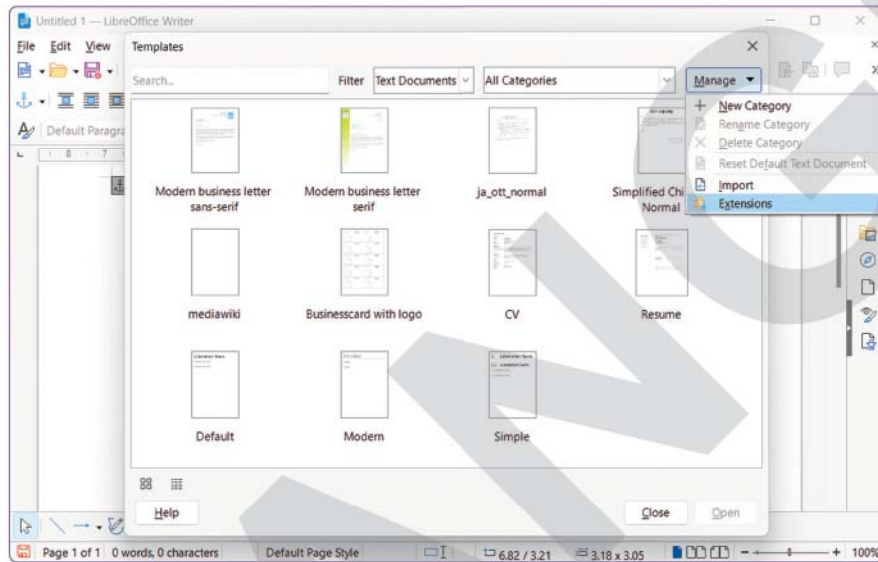 Untitled 1 — LibreOffice Writer
File Edit View
Templates
Search...
Filter
Text Documents
All Categories
Manage
New Category
Rename Category
Delete Category
Reset Default Text Document
Import
Extensions
Default Paragra
6 7
Modern business letter
sans-serif
Modern business letter
serif
ja_ott_normal
Simplified Chi
Normal
mediawiki
Businesscard with logo
CV
Resume
Default
Modern
Simple
Help
Close
Open
Page 1 of 1 0 words, 0 characters Default Page Style 6.82 / 3.21 3.18 x 3.05 100%